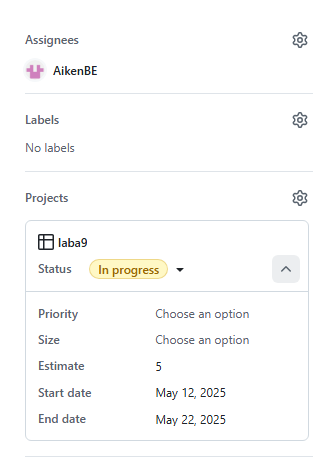 Assignees
AikenBE
Labels
No labels
Projects
laba9
Status In progress
Priority Choose an option
Size Choose an option
Estimate 5
Start date May 12, 2025
End date May 22, 2025